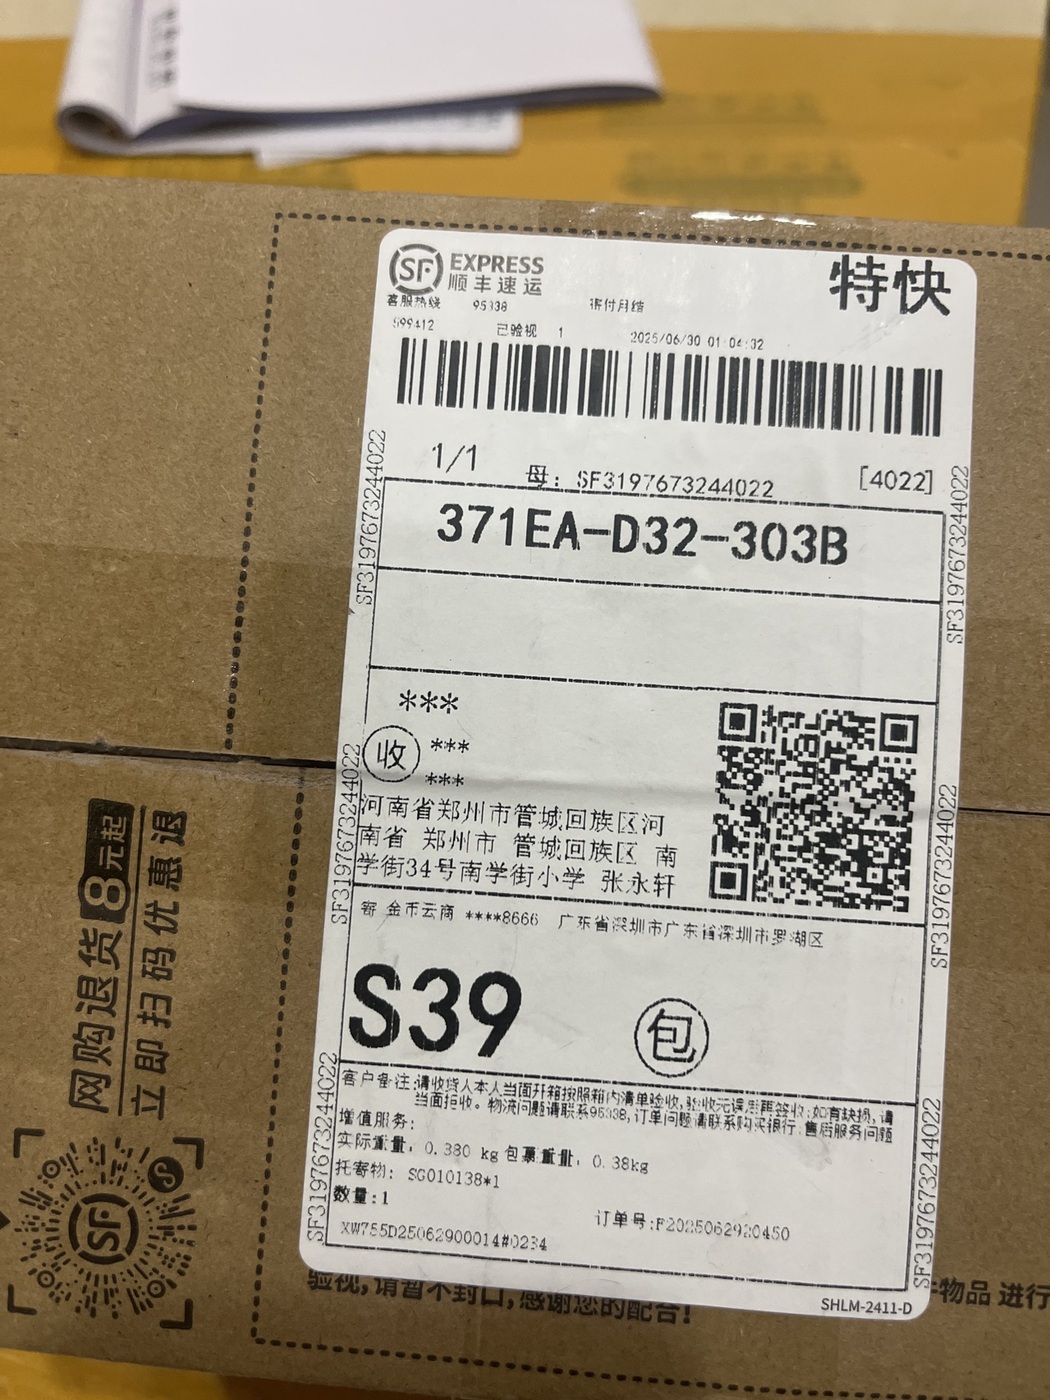 SF EXPRESS
顺丰速运
特快
客服热线 95338 寄付月结
599412 已验视 1 2025/06/30 01:04:32
1/1 母: SF3197673244022 [4022]
371EA-D32-303B
***
收 ***
***
河南省郑州市管城回族区河
南省 郑州市 管城回族区 南
学街34号南学街小学 张永轩
寄 金币云商 ****8666 广东省深圳市广东省深圳市罗湖区
S39
包
客户备注:请收货人本人当面开箱按照箱内清单验收,验收无误后再签收;如有缺损,请
当面拒收。物流问题请联系95338,订单问题请联系购买银行;售后服务问题
增值服务:
实际重量: 0.380 kg 包裹重量: 0.38kg
托寄物: SG010138*1
数量:1
订单号:F2025062920450
XW755D25062900014#0234
SHLM-2411-D
SF3197673244022
SF3197673244022
SF3197673244022
SF3197673244022
SF3197673244022
SF3197673244022
网购退货8元起
立即扫码优惠退
SF
验视,请暂不封口,感谢您的配合!
物品 进行